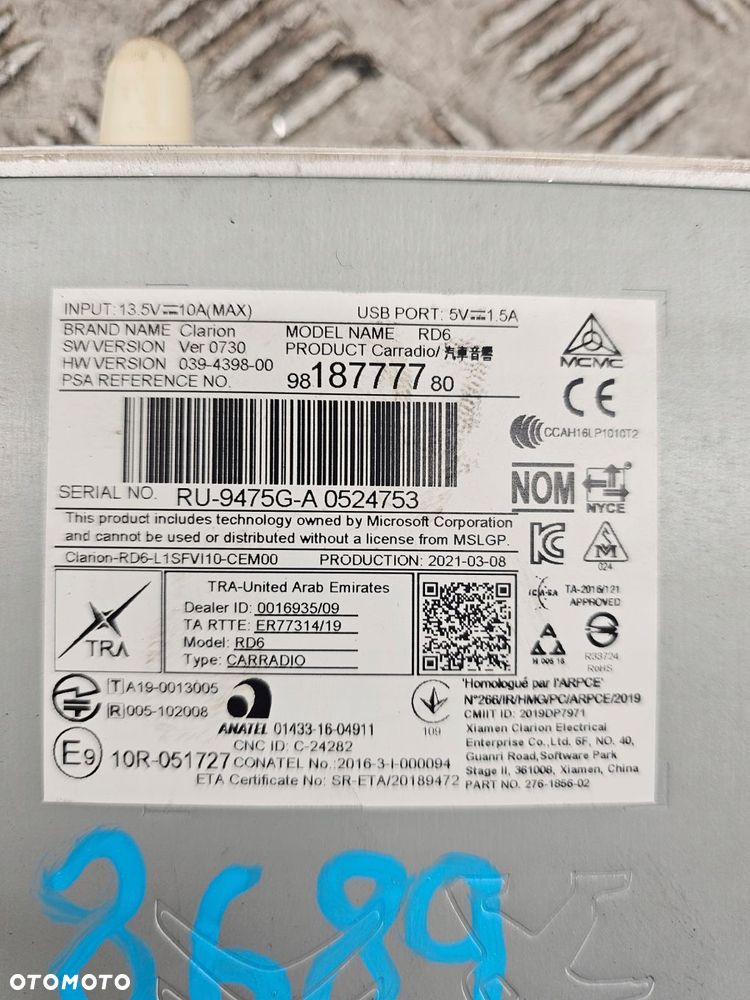 INPUT: 13.5V⎓10A(MAX) USB PORT: 5V⎓1.5A
BRAND NAME Clarion MODEL NAME RD6
SW VERSION Ver 0730 PRODUCT Carradio/ 汽車音響
HW VERSION 039-4398-00
PSA REFERENCE NO. 9818777780
MCMC
CE
CCAH16LP1010T2
SERIAL NO. RU-9475G-A 0524753
NOM
NYCE
This product includes technology owned by Microsoft Corporation
and cannot be used or distributed without a license from MSLGP.
024
Clarion-RD6-L1SFVI10-CEM00 PRODUCTION: 2021-03-08
TRA
TRA-United Arab Emirates
Dealer ID: 0016935/09
TA RTTE: ER77314/19
Model: RD6
Type: CARRADIO
ICASA TA-2016/121
APPROVED
R33724
RoHS
T A19-0013005
R 005-102008
ANATEL 01433-16-04911
109
'Homologué par l'ARPCE'
N°266/IR/HMG/PC/ARPCE/2019
CMIIT ID: 2019DP7971
Xiamen Clarion Electrical
Enterprise Co.,Ltd. 6F, NO. 40,
Guanri Road,Software Park
Stage II, 361008, Xiamen, China
PART NO. 276-1856-02
CNC ID: C-24282
E9 10R-051727 CONATEL No.:2016-3-I-000094
ETA Certificate No: SR-ETA/20189472
8689
OTOMOTO